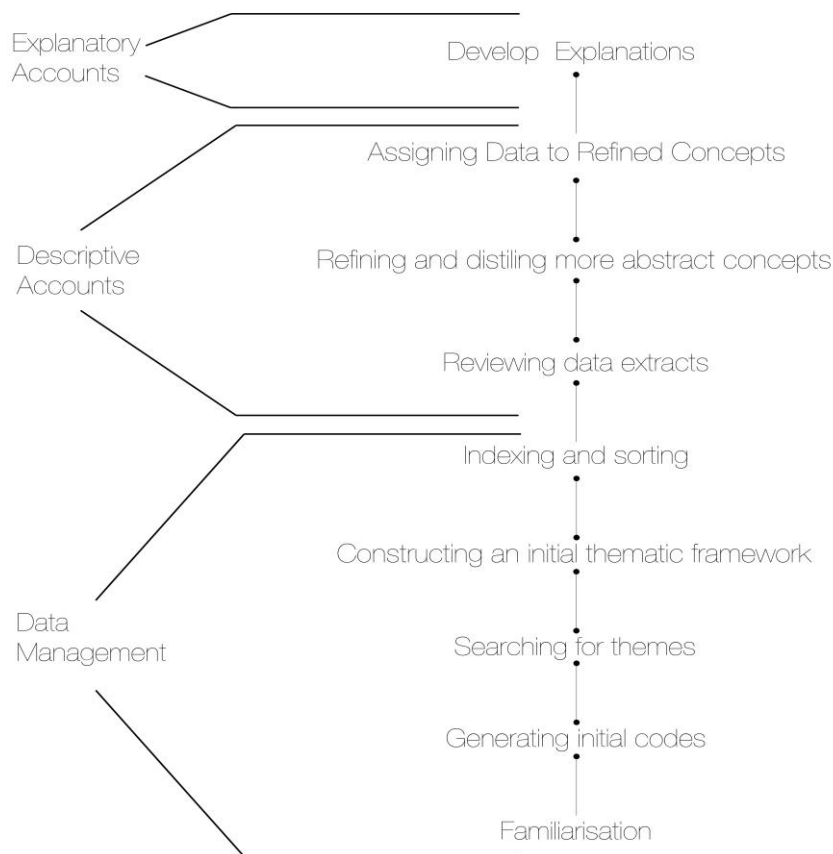 Explanatory
Accounts
Develop Explanations
Assigning Data to Refined Concepts
Descriptive
Accounts
Refining and distiling more abstract concepts
Reviewing data extracts
Indexing and sorting
Constructing an initial thematic framework
Data
Management
Searching for themes
Generating initial codes
Familiarisation